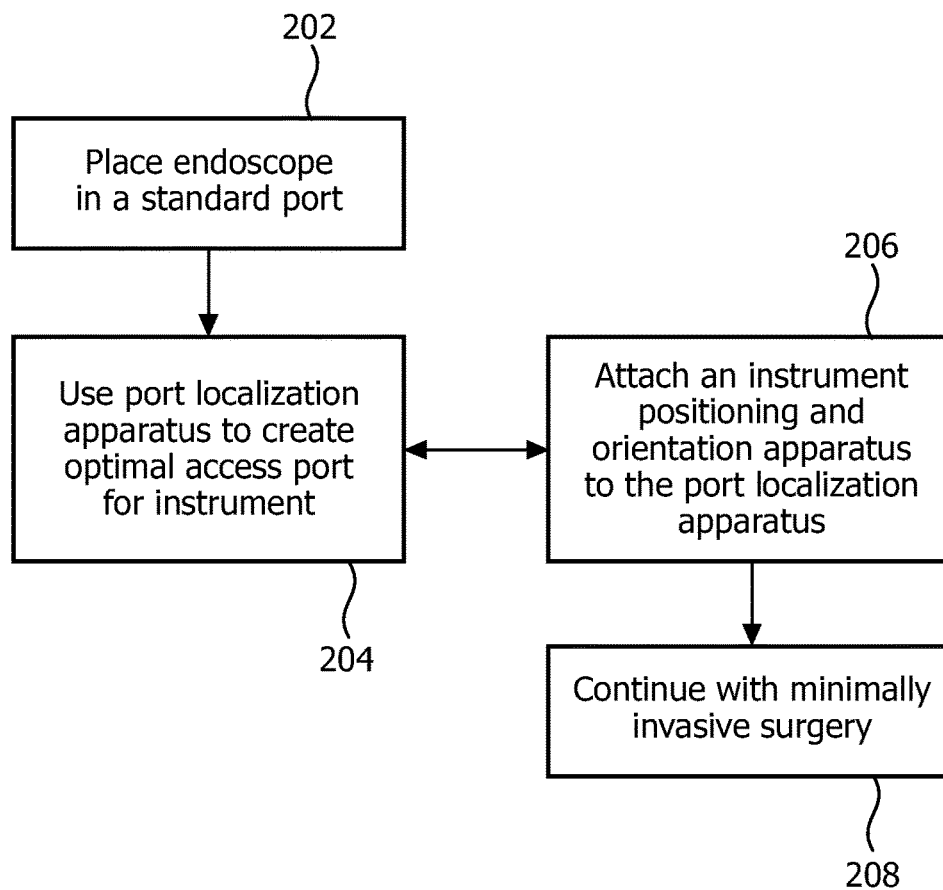 202
Place endoscope
in a standard port
206
Use port localization
apparatus to create
optimal access port
for instrument
204
Attach an instrument
positioning and
orientation apparatus
to the port localization
apparatus
Continue with minimally
invasive surgery
208